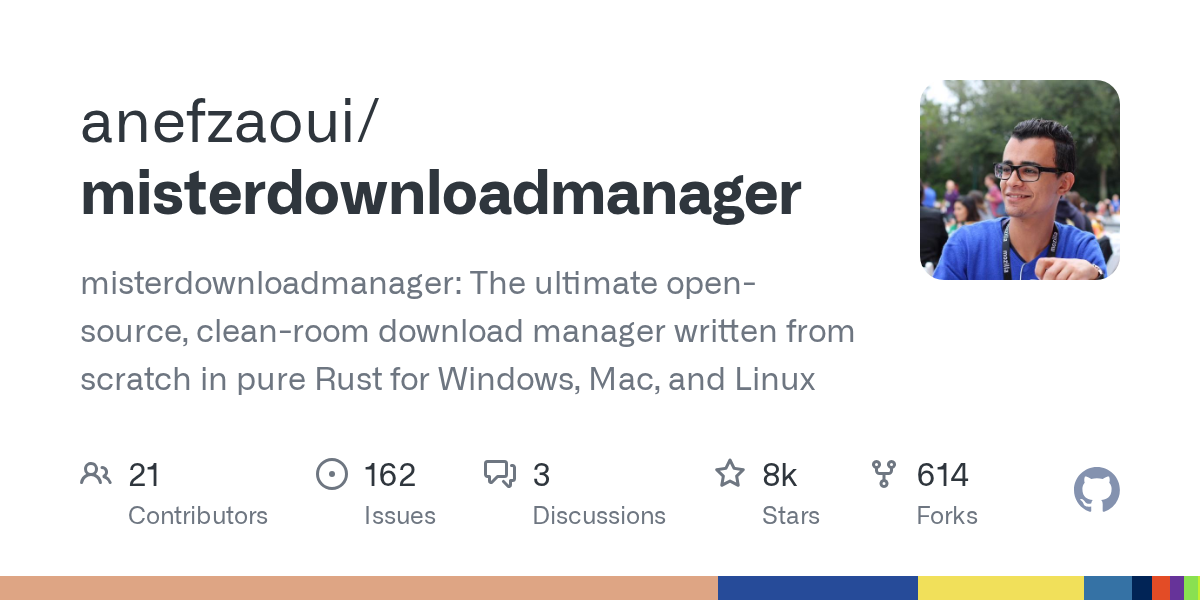 anefzaoui/
misterdownloadmanager
misterdownloadmanager: The ultimate open-
source, clean-room download manager written from
scratch in pure Rust for Windows, Mac, and Linux
21
Contributors
162
Issues
3
Discussions
8k
Stars
614
Forks
mozilla